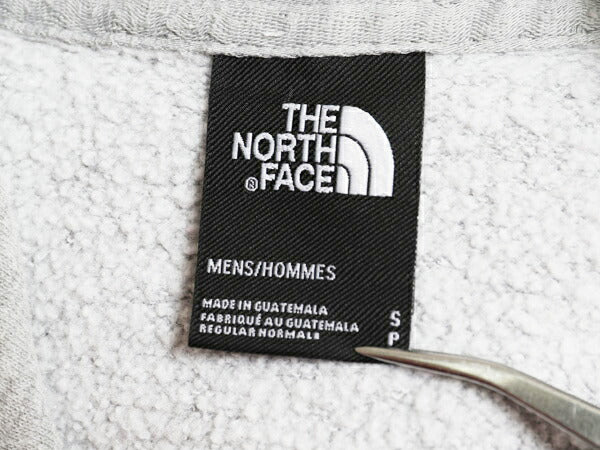 THE
NORTH
®FACE
MENS/HOMMES
MADE IN GUATEMALA
FABRIQUÉ AU GUATEMALA
REGULAR NORMALE
S
P